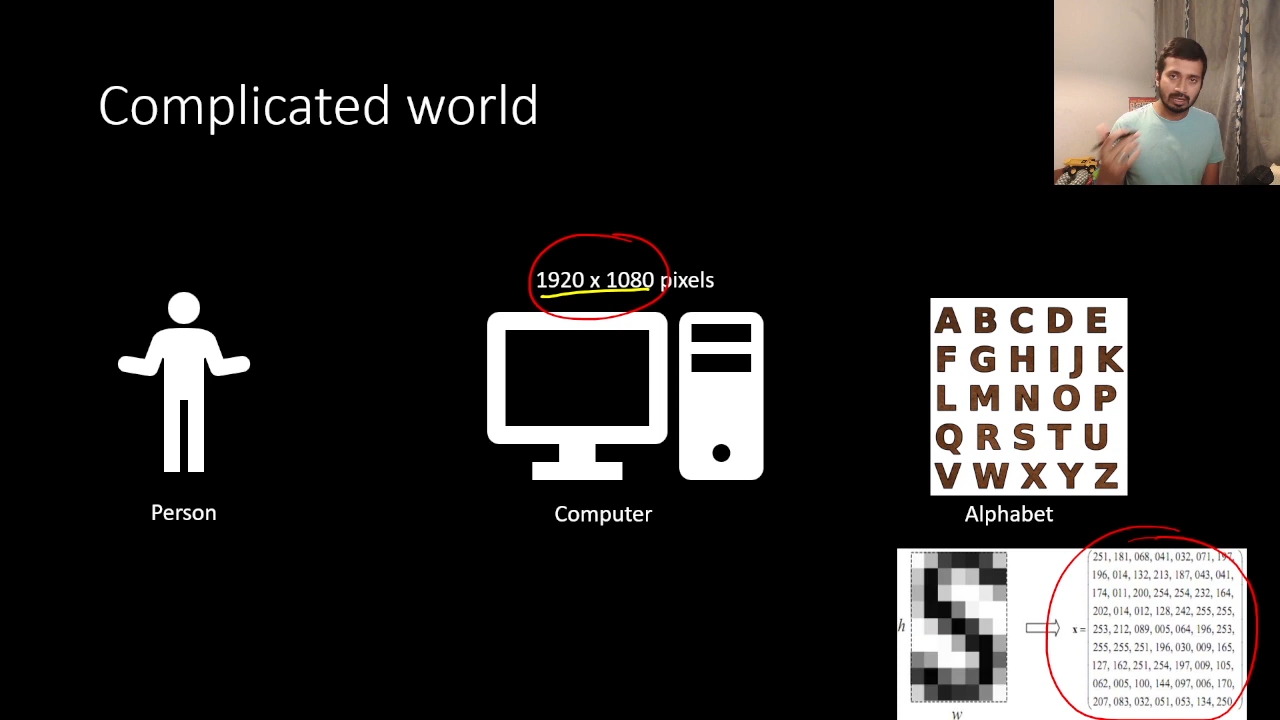 Complicated world
1920 x 1080 pixels
A B C D E
F G H I J K
L M N O P
Q R S T U
V W X Y Z
Person
Computer
Alphabet
h
w
x =
251, 181, 068, 041, 032, 071, 197,
196, 014, 132, 213, 187, 043, 041,
174, 011, 200, 254, 254, 232, 164,
202, 014, 012, 128, 242, 255, 255,
253, 212, 089, 005, 064, 196, 253,
255, 255, 251, 196, 030, 009, 165,
127, 162, 251, 254, 197, 009, 105,
062, 005, 100, 144, 097, 006, 170,
207, 083, 032, 051, 053, 134, 250